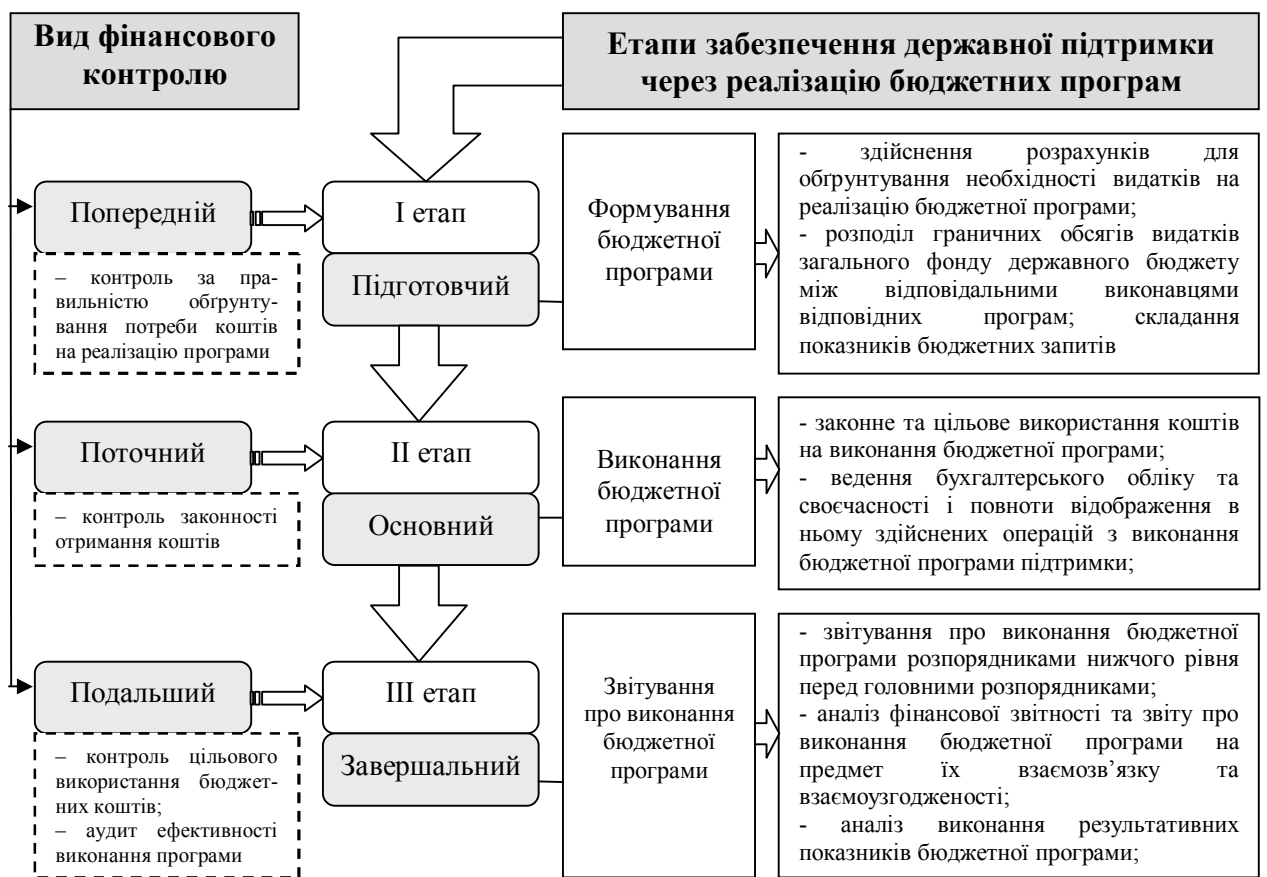 Вид фінансового
контролю
Етапи забезпечення державної підтримки
через реалізацію бюджетних програм
Попередній
– контроль за пра-
вильністю обґрунту-
вання потреби коштів
на реалізацію програми
І етап
Підготовчий
Формування
бюджетної
програми
- здійснення розрахунків для
обґрунтування необхідності видатків на
реалізацію бюджетної програми;
- розподіл граничних обсягів видатків
загального фонду державного бюджету
між відповідальними виконавцями
відповідних програм; складання
показників бюджетних запитів
Поточний
– контроль законності
отримання коштів
ІІ етап
Основний
Виконання
бюджетної
програми
- законне та цільове використання коштів
на виконання бюджетної програми;
- ведення бухгалтерського обліку та
своєчасності і повноти відображення в
ньому здійснених операцій з виконання
бюджетної програми підтримки;
Подальший
– контроль цільового
використання бюджет-
них коштів;
– аудит ефективності
виконання програми
ІІІ етап
Завершальний
Звітування
про виконання
бюджетної
програми
- звітування про виконання бюджетної
програми розпорядниками нижчого рівня
перед головними розпорядниками;
- аналіз фінансової звітності та звіту про
виконання бюджетної програми на
предмет їх взаємозв’язку та
взаємоузгодженості;
- аналіз виконання результативних
показників бюджетної програми;